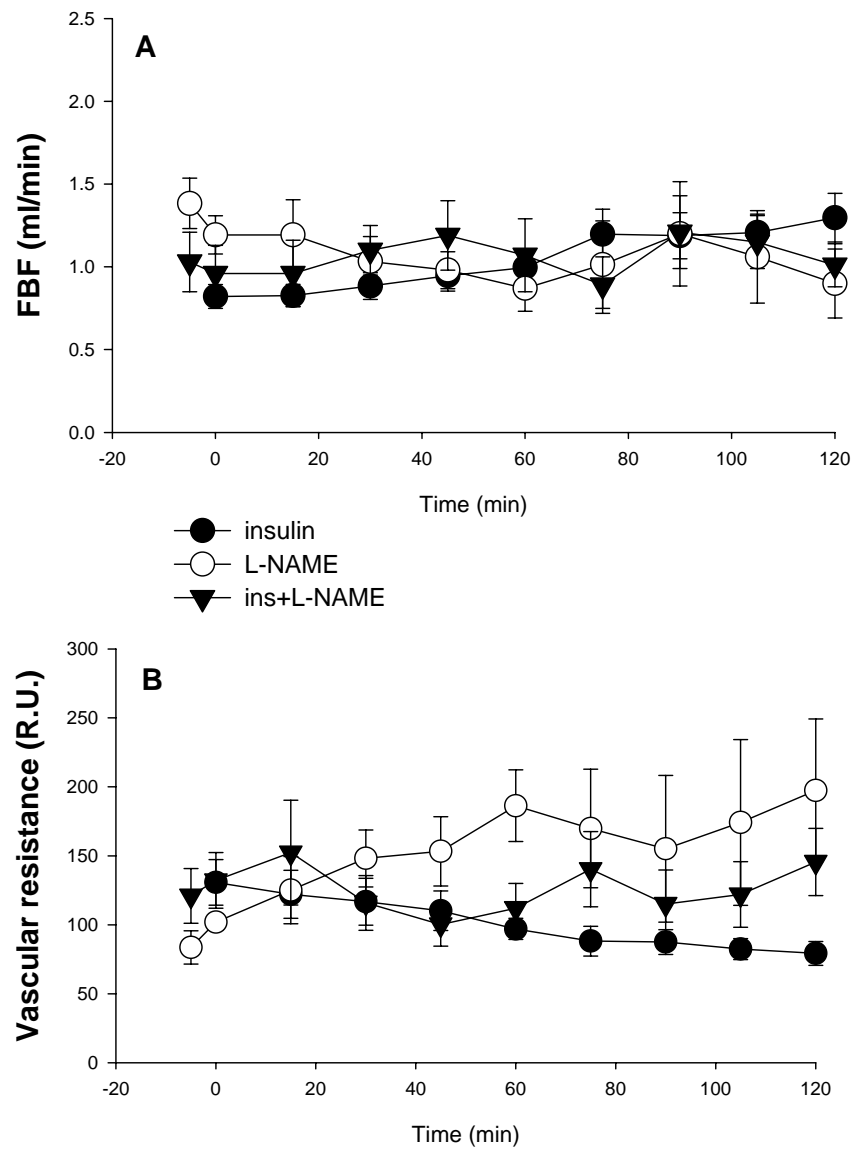 A
2.5
2.0
1.5
1.0
0.5
0.0
FBF (ml/min)
-20 0 20 40 60 80 100 120
Time (min)
insulin
L-NAME
ins+L-NAME
B
300
250
200
150
100
50
0
Vascular resistance (R.U.)
-20 0 20 40 60 80 100 120
Time (min)